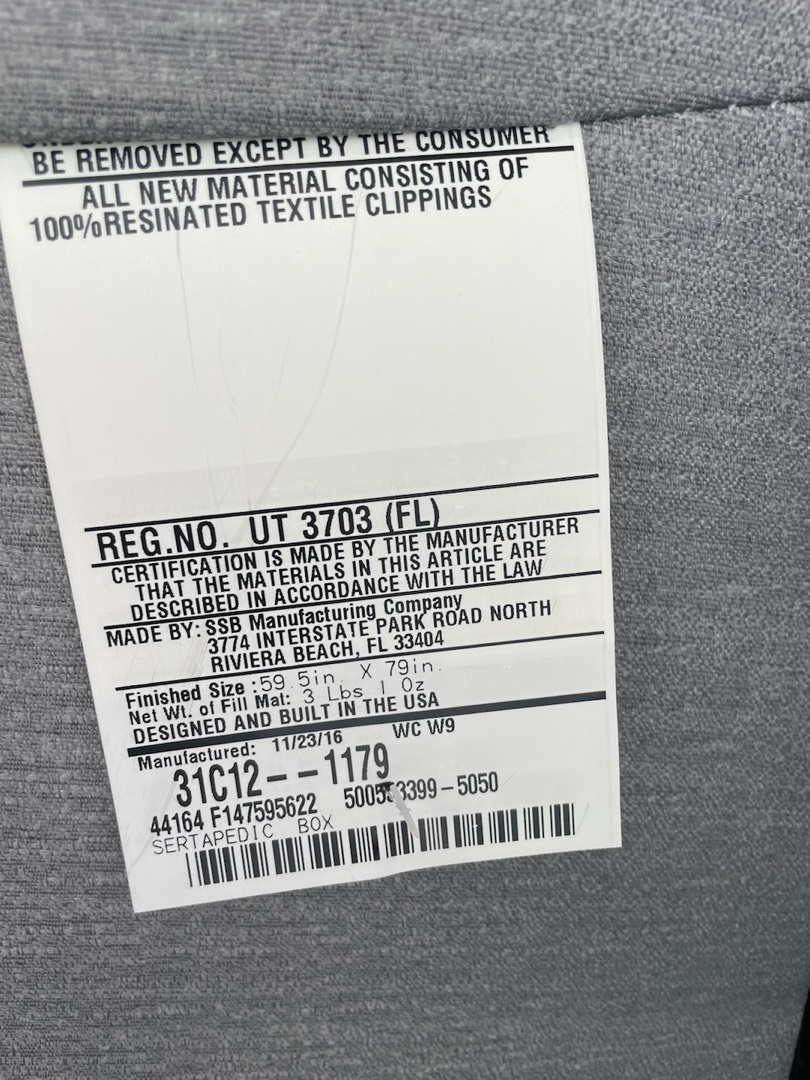 BE REMOVED EXCEPT BY THE CONSUMER
ALL NEW MATERIAL CONSISTING OF
100%RESINATED TEXTILE CLIPPINGS
REG.NO. UT 3703 (FL)
CERTIFICATION IS MADE BY THE MANUFACTURER
THAT THE MATERIALS IN THIS ARTICLE ARE
DESCRIBED IN ACCORDANCE WITH THE LAW
MADE BY: SSB Manufacturing Company
3774 INTERSTATE PARK ROAD NORTH
RIVIERA BEACH, FL 33404
Finished Size :59.5in. X 79in.
Net Wt. of Fill Mat: 3 Lbs 1 Oz
DESIGNED AND BUILT IN THE USA
Manufactured: 11/23/16 WC W9
31C12--1179
44164 F147595622
SERTAPEDIC BOX